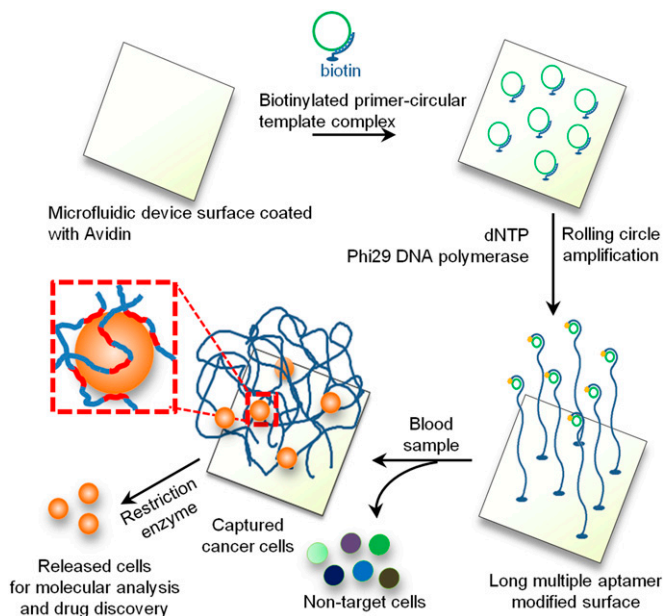 biotin
Biotinylated primer-circular
template complex
Microfluidic device surface coated
with Avidin
dNTP
Phi29 DNA polymerase
Rolling circle
amplification
Blood
sample
Long multiple aptamer
modified surface
Non-target cells
Captured
cancer cells
Restriction
enzyme
Released cells
for molecular analysis
and drug discovery